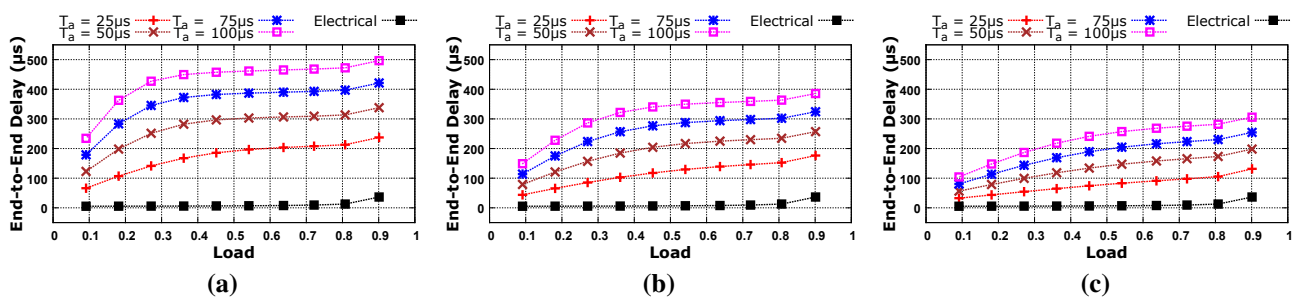 T_a = 25µs T_a = 75µs Electrical
T_a = 50µs T_a = 100µs
End-to-End Delay (µs)
500
400
300
200
100
0
0 0.1 0.2 0.3 0.4 0.5 0.6 0.7 0.8 0.9 1
Load
(a)
T_a = 25µs T_a = 75µs Electrical
T_a = 50µs T_a = 100µs
End-to-End Delay (µs)
500
400
300
200
100
0
0 0.1 0.2 0.3 0.4 0.5 0.6 0.7 0.8 0.9 1
Load
(b)
T_a = 25µs T_a = 75µs Electrical
T_a = 50µs T_a = 100µs
End-to-End Delay (µs)
500
400
300
200
100
0
0 0.1 0.2 0.3 0.4 0.5 0.6 0.7 0.8 0.9 1
Load
(c)